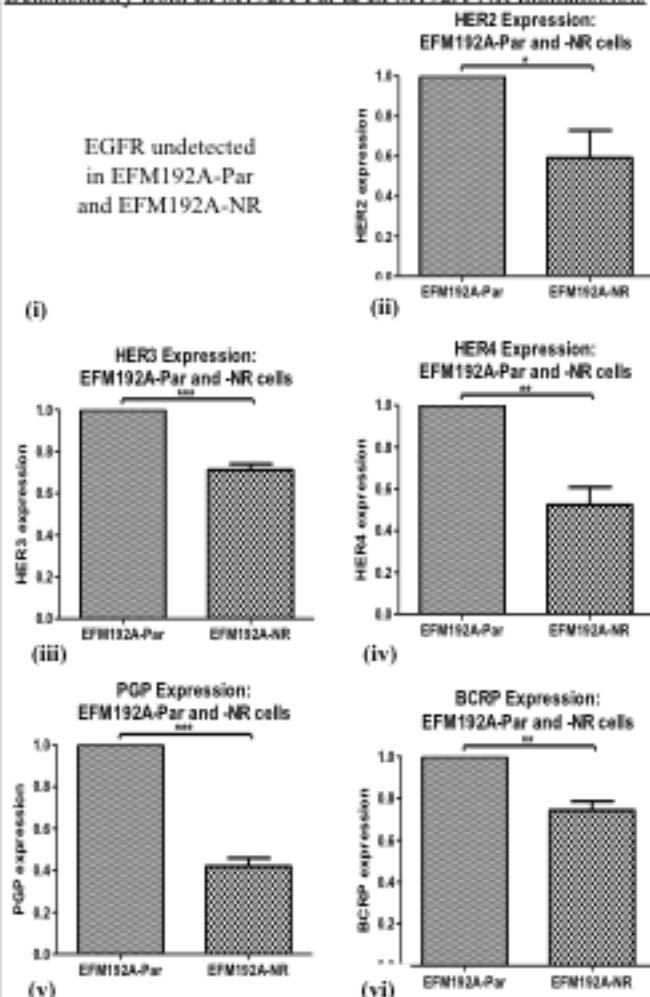 EGFR undetected
in EFM192A-Par
and EFM192A-NR
(i)
HER2 Expression:
EFM192A-Par and -NR cells
*
HER2 expression
1.0
0.8
0.6
0.4
0.2
0.0
EFM192A-Par EFM192A-NR
(ii)
HER3 Expression:
EFM192A-Par and -NR cells
***
HER3 expression
1.0
0.8
0.6
0.4
0.2
0.0
EFM192A-Par EFM192A-NR
(iii)
HER4 Expression:
EFM192A-Par and -NR cells
**
HER4 expression
1.0
0.8
0.6
0.4
0.2
0.0
EFM192A-Par EFM192A-NR
(iv)
PGP Expression:
EFM192A-Par and -NR cells
***
PGP expression
1.0
0.8
0.6
0.4
0.2
0.0
EFM192A-Par EFM192A-NR
(v)
BCRP Expression:
EFM192A-Par and -NR cells
**
BCRP expression
1.0
0.8
0.6
0.4
0.2
EFM192A-Par EFM192A-NR
(vi)